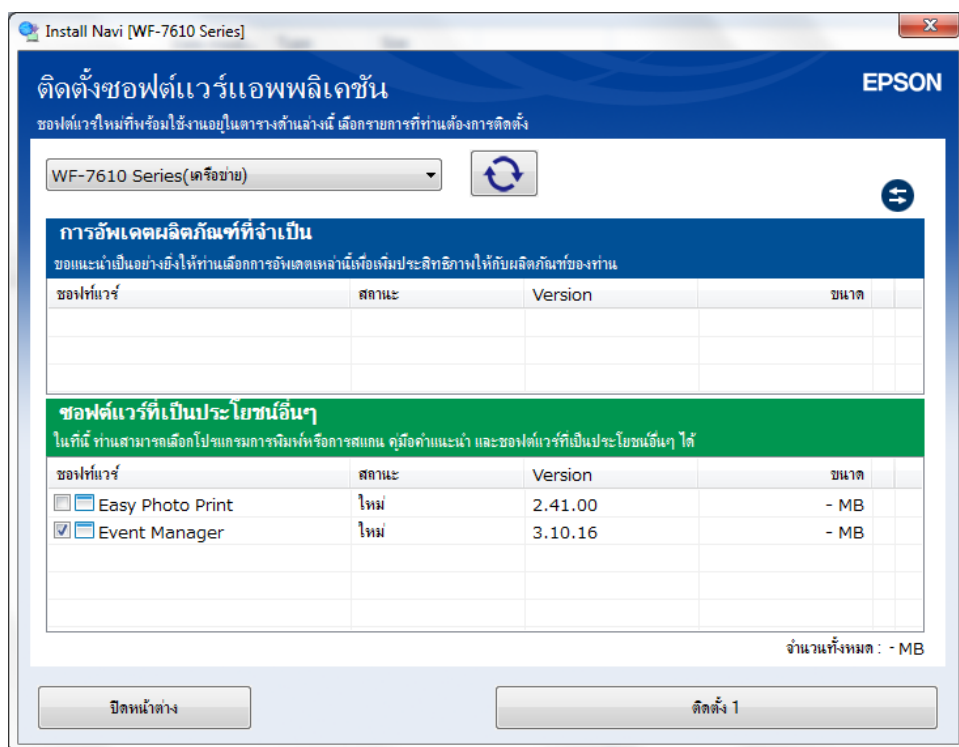 Install Navi [WF-7610 Series]
ติดตั้งซอฟต์แวร์แอพพลิเคชัน
EPSON
ซอฟต์แวร์ใหม่ที่พร้อมใช้งานอยู่ในตารางด้านล่างนี้ เลือกรายการที่ท่านต้องการติดตั้ง
WF-7610 Series(เครือข่าย)
การอัพเดตผลิตภัณฑ์ที่จำเป็น
ขอแนะนำเป็นอย่างยิ่งให้ท่านเลือกการอัพเดตเหล่านี้เพื่อเพิ่มประสิทธิภาพให้กับผลิตภัณฑ์ของท่าน
ซอฟท์แวร์ สถานะ Version ขนาด
ซอฟต์แวร์ที่เป็นประโยชน์อื่นๆ
ในที่นี้ ท่านสามารถเลือกโปรแกรมการพิมพ์หรือการสแกน คู่มือคำแนะนำ และซอฟต์แวร์ที่เป็นประโยชน์อื่นๆ ได้
ซอฟท์แวร์ สถานะ Version ขนาด
Easy Photo Print ใหม่ 2.41.00 - MB
Event Manager ใหม่ 3.10.16 - MB
จำนวนทั้งหมด : - MB
ปิดหน้าต่าง
ติดตั้ง 1